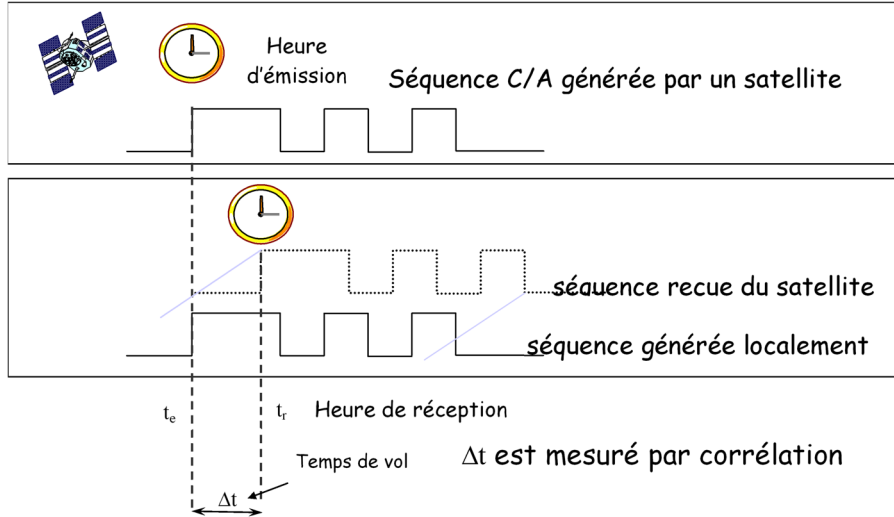 Heure
d'émission
Séquence C/A générée par un satellite
séquence recue du satellite
séquence générée localement
te
tr
Heure de réception
Temps de vol
Δt est mesuré par corrélation
Δt